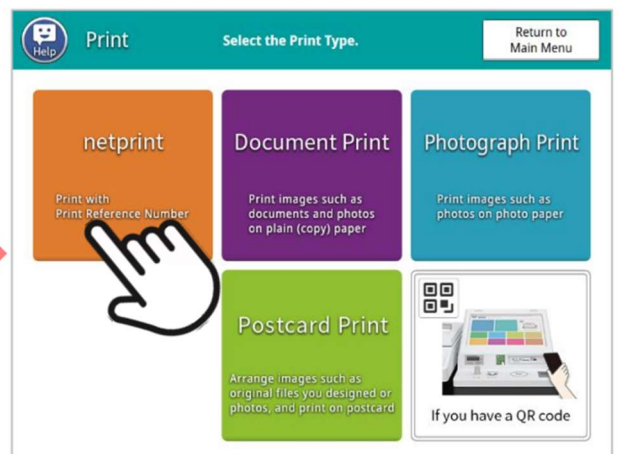 Help
Print
Select the Print Type.
Return to
Main Menu
netprint
Print with
Print Reference Number
Document Print
Print images such as
documents and photos
on plain (copy) paper
Photograph Print
Print images such as
photos on photo paper
Postcard Print
Arrange images such as
original files you designed or
photos, and print on postcard
If you have a QR code